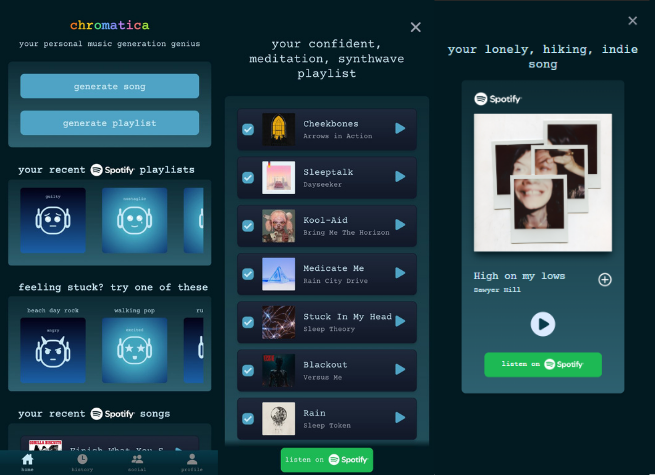 chromatica
your personal music generation genius
generate song
generate playlist
your recent Spotify playlists
guilty
nostalgic
feeling stuck? try one of these
beach day rock
walking pop
ru
angry
excited
your recent Spotify songs
Finish What You S
home
history
social
profile
your confident,
meditation, synthwave
playlist
Cheekbones
Arrows in Action
Sleeptalk
Dayseeker
Kool-Aid
Bring Me The Horizon
Medicate Me
Rain City Drive
Stuck In My Head
Sleep Theory
Blackout
Versus Me
Rain
Sleep Token
listen on Spotify
your lonely, hiking, indie
song
Spotify
High on my lows
Sawyer Hill
listen on Spotify